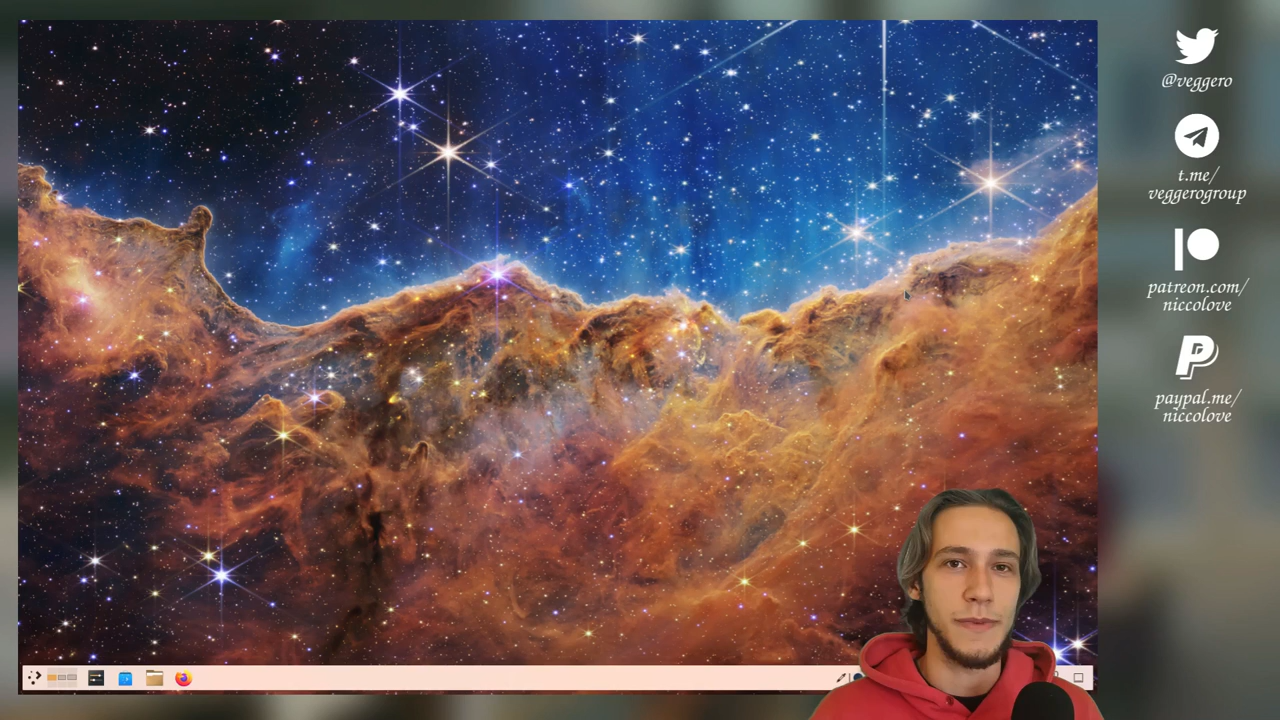 @veggero
t.me/
veggerogroup
patreon.com/
niccolove
paypal.me/
niccolove